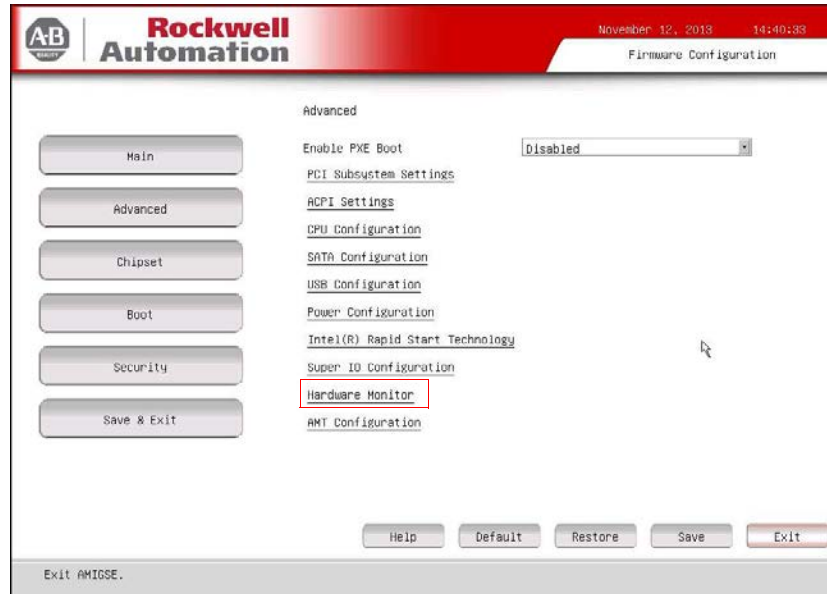 A-B
QUALITY
Rockwell
Automation
November 12, 2013 14:40:33
Firmware Configuration
Advanced
Main
Advanced
Chipset
Boot
Security
Save & Exit
Enable PXE Boot Disabled
PCI Subsystem Settings
ACPI Settings
CPU Configuration
SATA Configuration
USB Configuration
Power Configuration
Intel(R) Rapid Start Technology
Super IO Configuration
Hardware Monitor
AMT Configuration
Help Default Restore Save Exit
Exit AMIGSE.